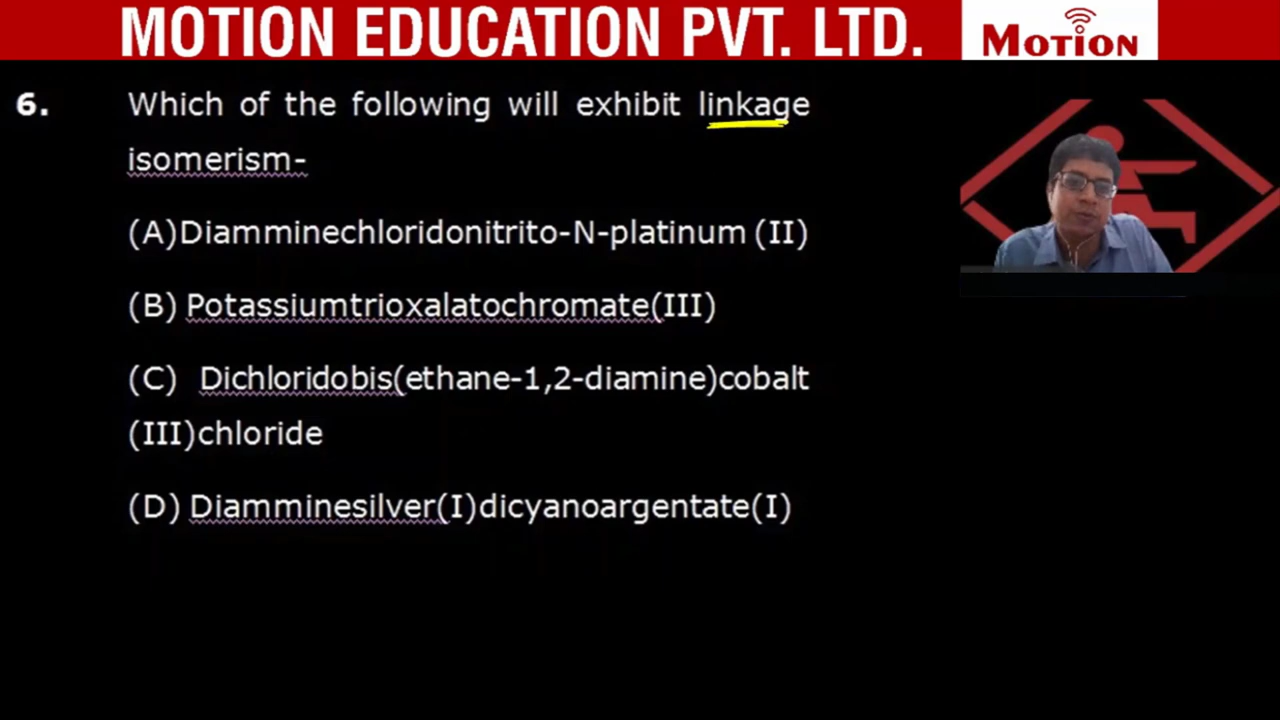 MOTION EDUCATION PVT. LTD.
MOTION
6. Which of the following will exhibit linkage
isomerism-
(A)Diamminechloridonitrito-N-platinum (II)
(B) Potassiumtrioxalatochromate(III)
(C) Dichloridobis(ethane-1,2-diamine)cobalt
(III)chloride
(D) Diamminesilver(I)dicyanoargentate(I)